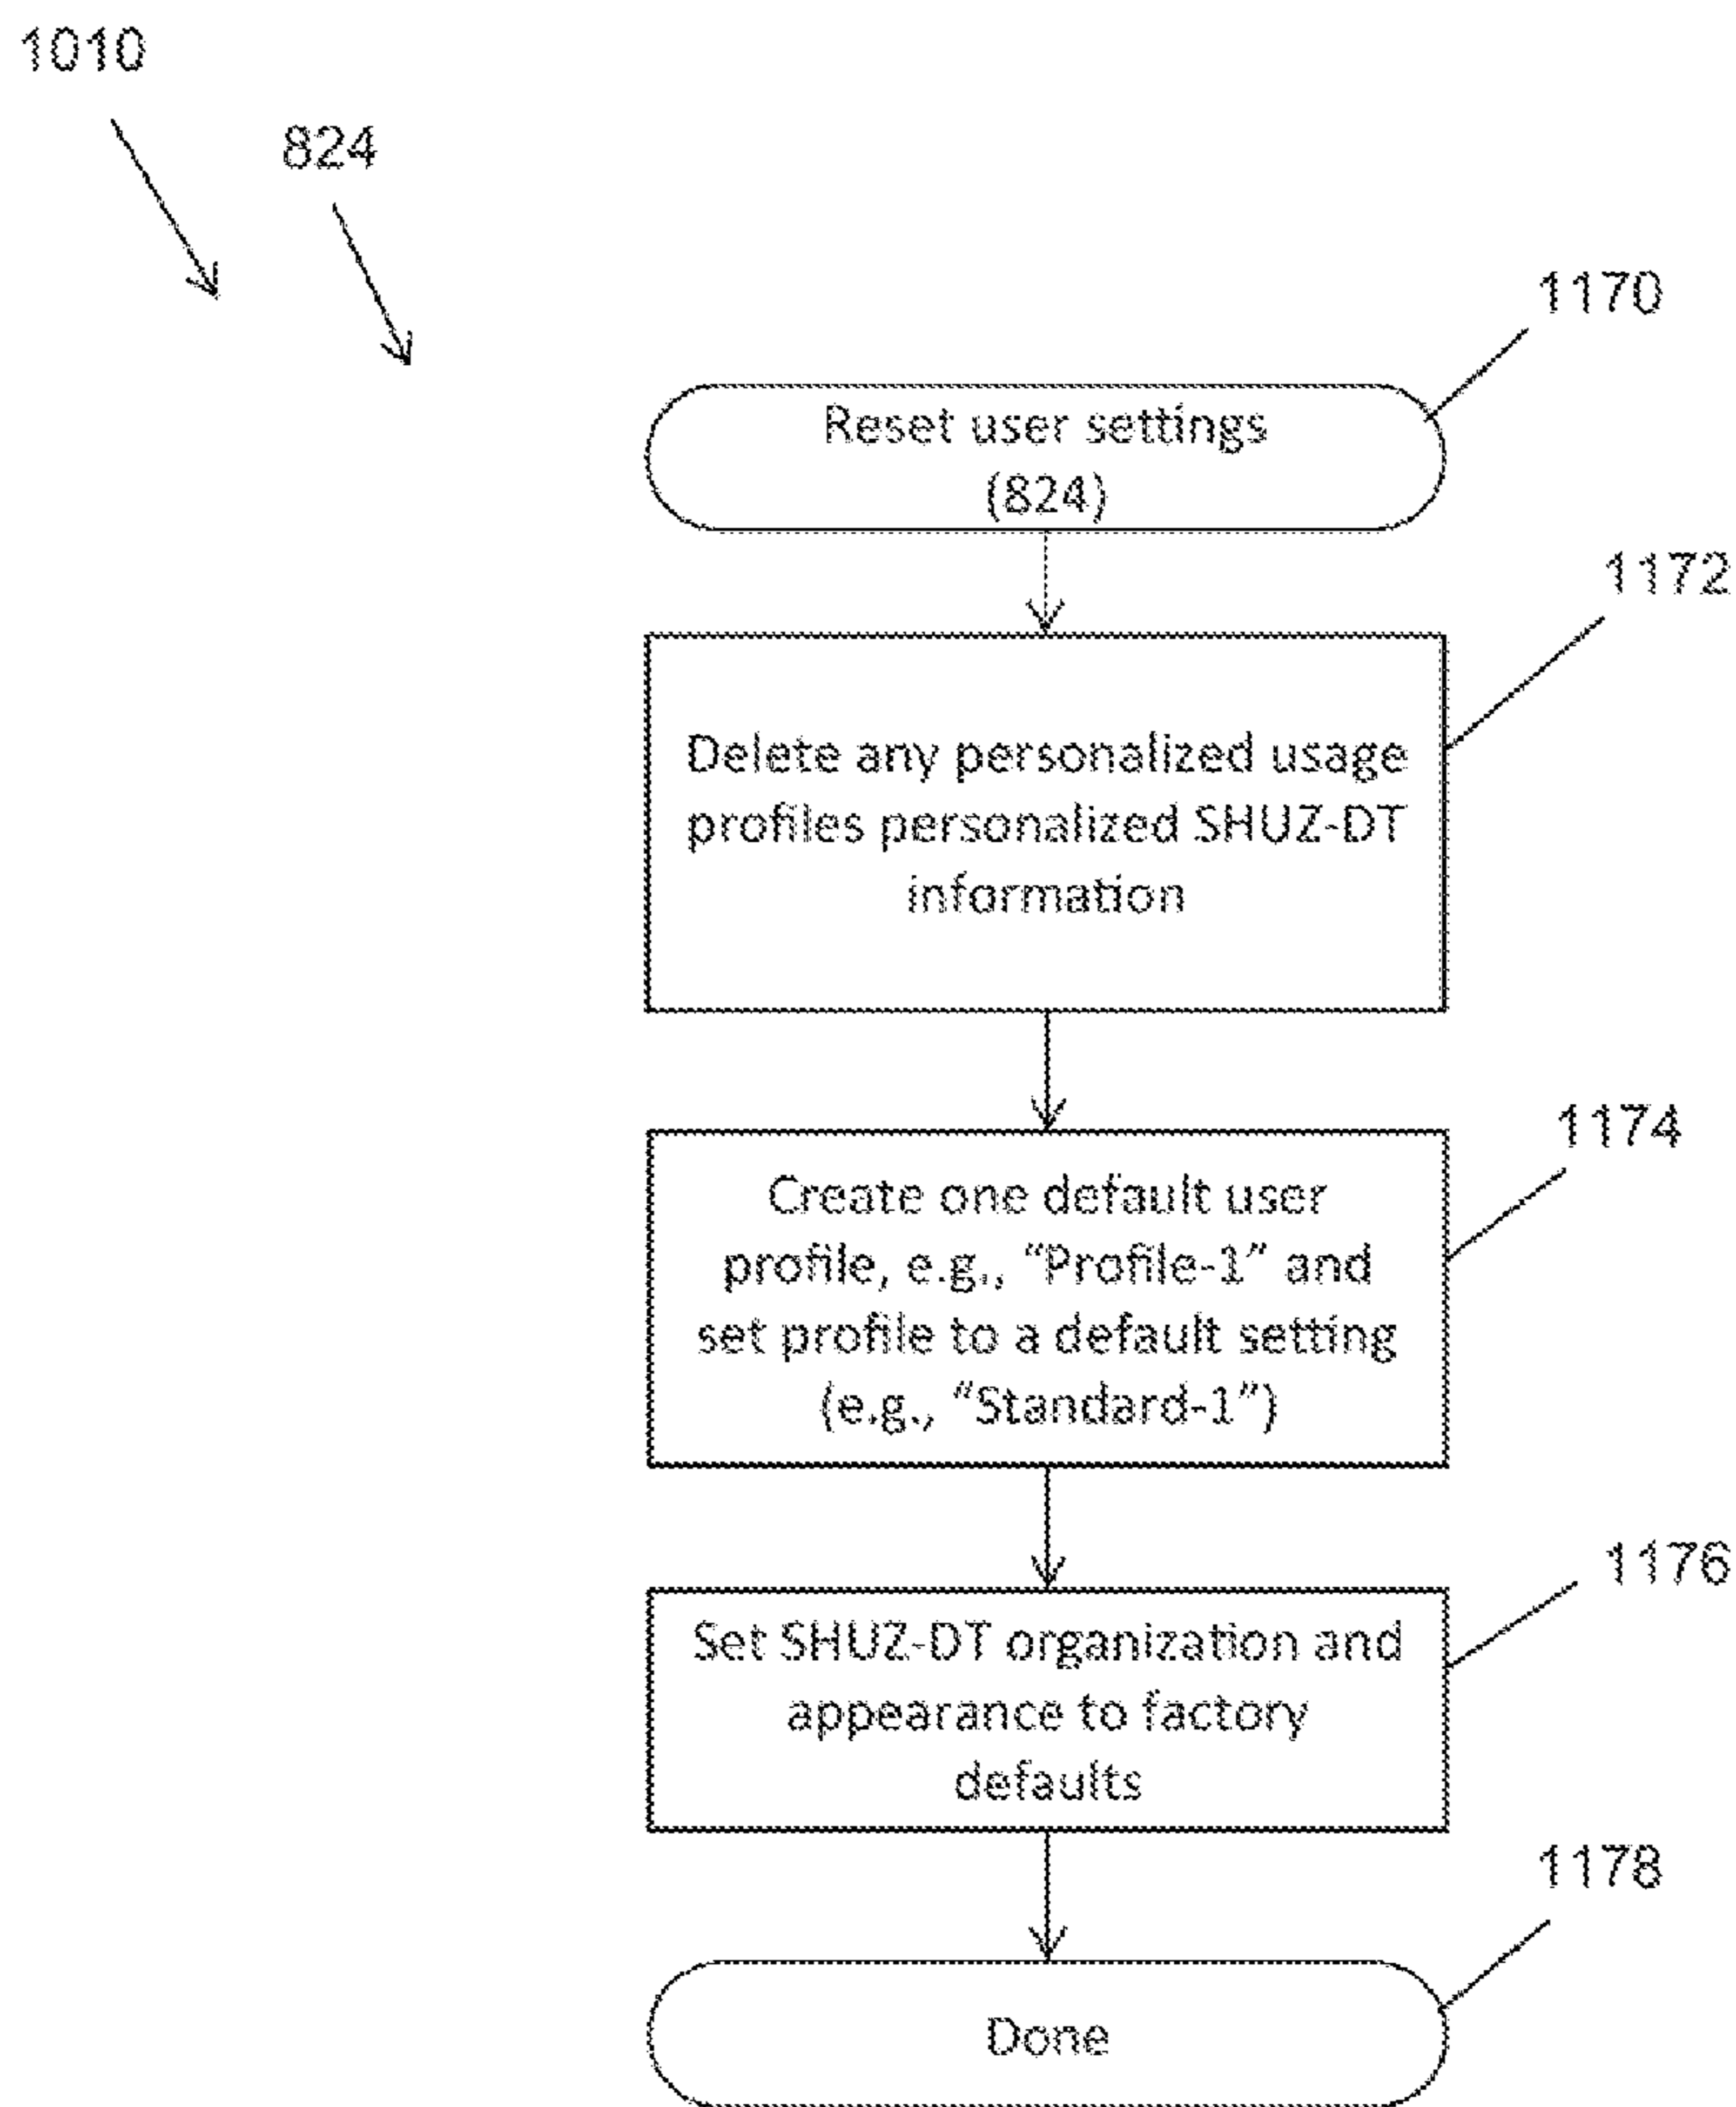 1010
824
1170
Reset user settings
(824)
1172
Delete any personalized usage
profiles personalized SHUZ-DT
information
1174
Create one default user
profile, e.g., “Profile-1” and
set profile to a default setting
(e.g., “Standard-1”)
1176
Set SHUZ-DT organization and
appearance to factory
defaults
1178
Done